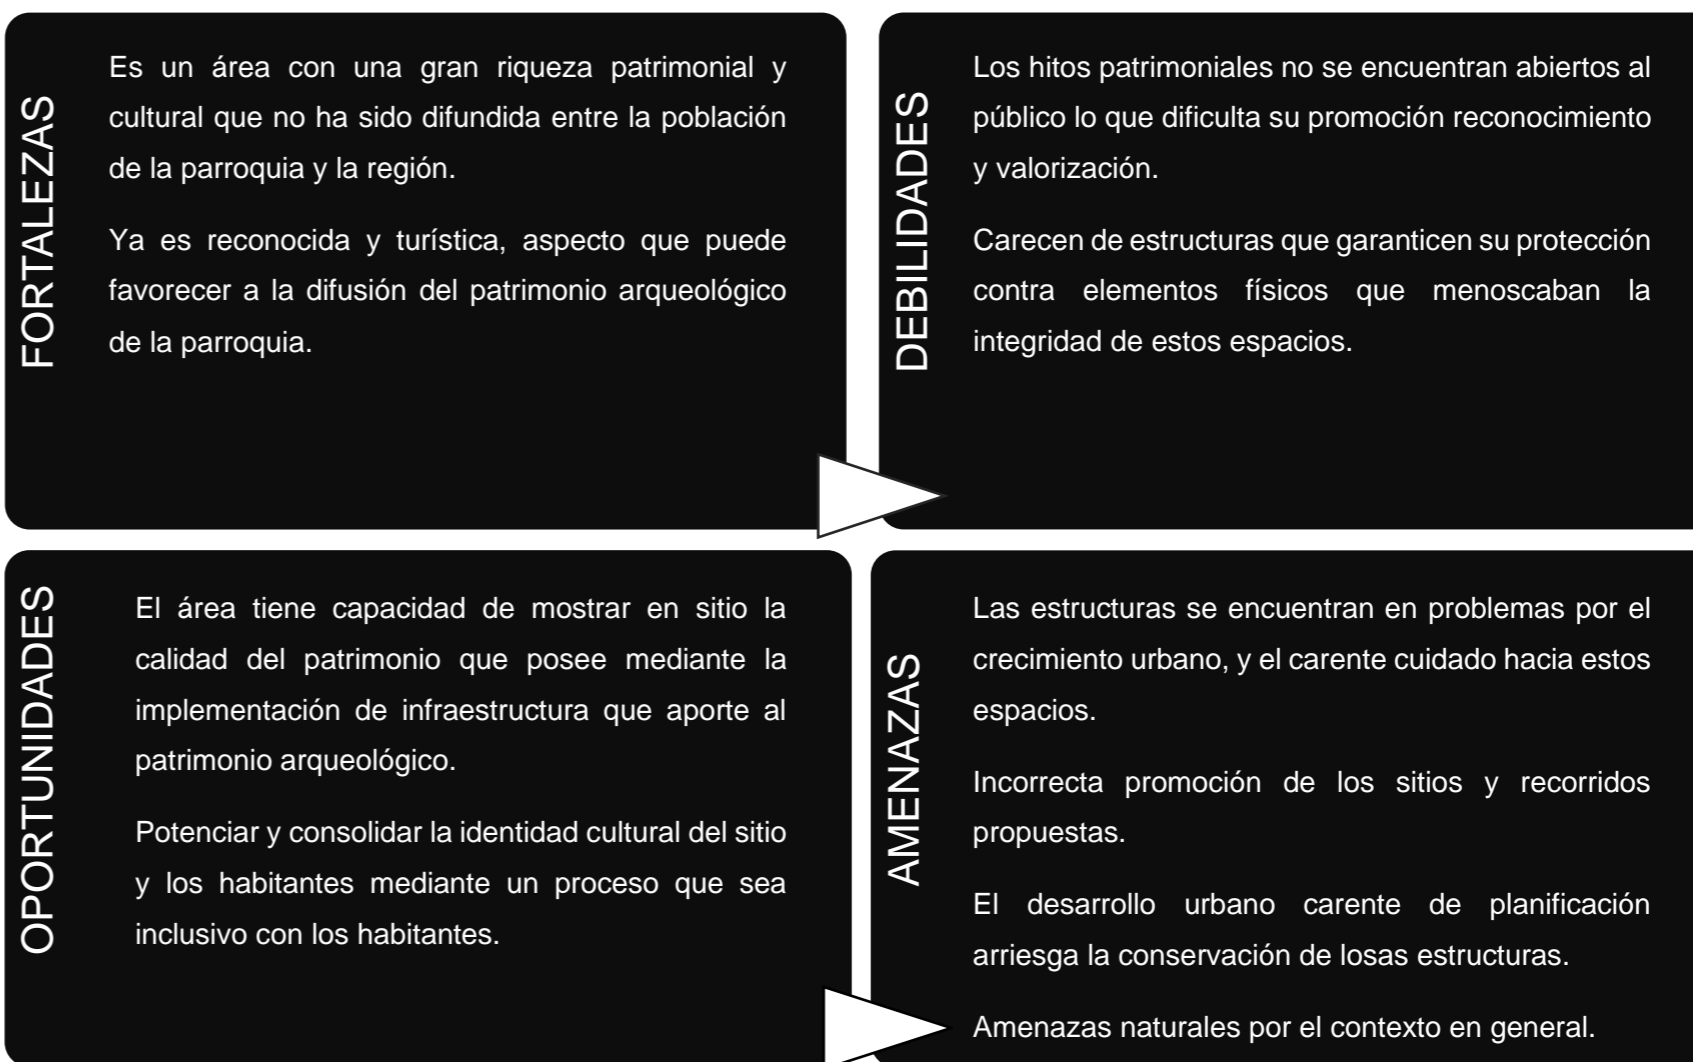 FORTALEZAS
Es un área con una gran riqueza patrimonial y
cultural que no ha sido difundida entre la población
de la parroquia y la región.
Ya es reconocida y turística, aspecto que puede
favorecer a la difusión del patrimonio arqueológico
de la parroquia.
DEBILIDADES
Los hitos patrimoniales no se encuentran abiertos al
público lo que dificulta su promoción reconocimiento
y valorización.
Carecen de estructuras que garanticen su protección
contra elementos físicos que menoscaban la
integridad de estos espacios.
OPORTUNIDADES
El área tiene capacidad de mostrar en sitio la
calidad del patrimonio que posee mediante la
implementación de infraestructura que aporte al
patrimonio arqueológico.
Potenciar y consolidar la identidad cultural del sitio
y los habitantes mediante un proceso que sea
inclusivo con los habitantes.
AMENAZAS
Las estructuras se encuentran en problemas por el
crecimiento urbano, y el carente cuidado hacia estos
espacios.
Incorrecta promoción de los sitios y recorridos
propuestas.
El desarrollo urbano carente de planificación
arriesga la conservación de losas estructuras.
Amenazas naturales por el contexto en general.